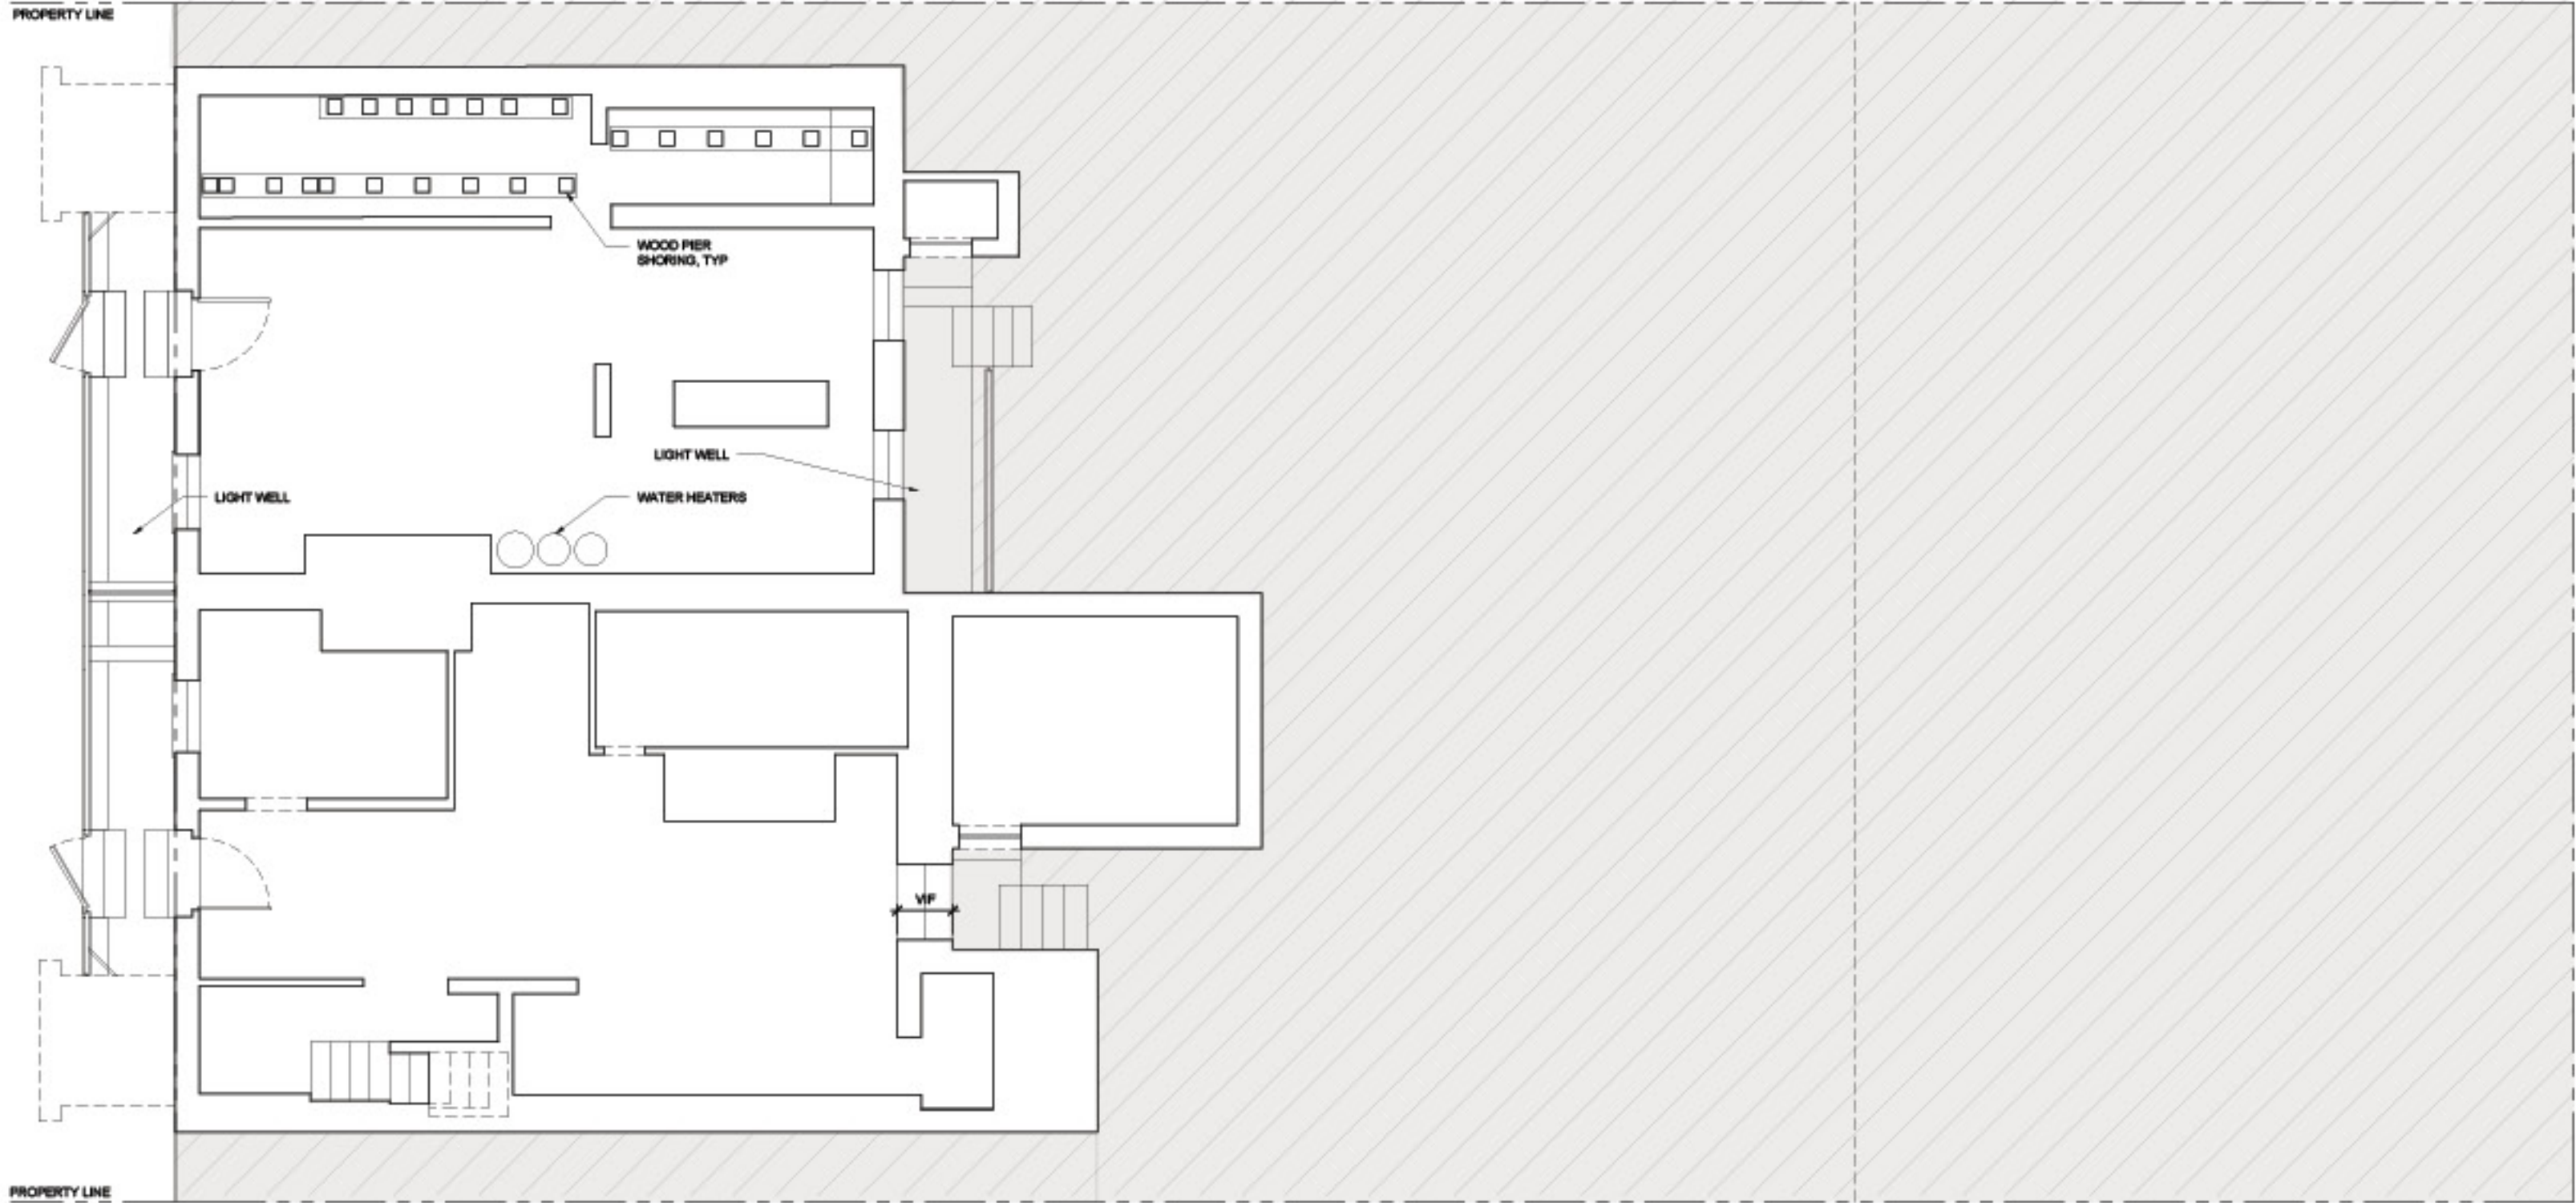 PROPERTY LINE
WOOD PIER
SHORING, TYP
LIGHT WELL
LIGHT WELL
WATER HEATERS
VIF
PROPERTY LINE